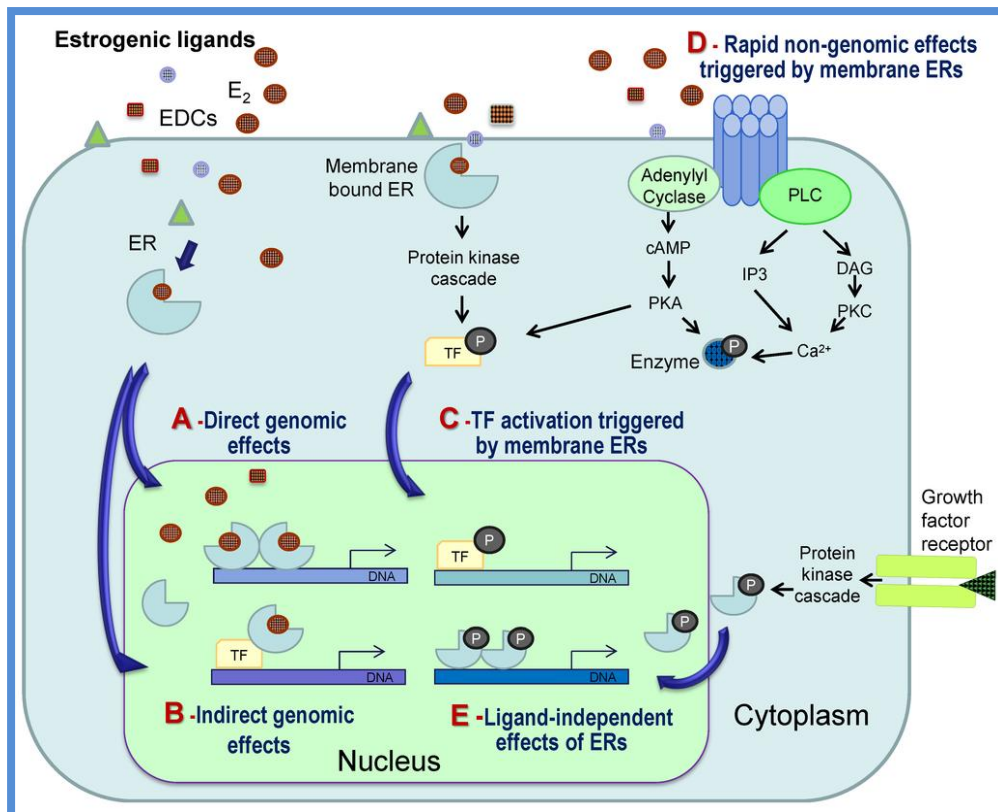 Estrogenic ligands
E2
EDCs
D - Rapid non-genomic effects
triggered by membrane ERs
Membrane
bound ER
Adenylyl
Cyclase
PLC
ER
Protein kinase
cascade
cAMP
PKA
IP3
DAG
PKC
Ca2+
TF
P
Enzyme
P
A -Direct genomic
effects
C -TF activation triggered
by membrane ERs
DNA
TF
P
DNA
Growth
factor
receptor
Protein
kinase
cascade
P
P
TF
DNA
P
P
DNA
B -Indirect genomic
effects
E -Ligand-independent
effects of ERs
Cytoplasm
Nucleus